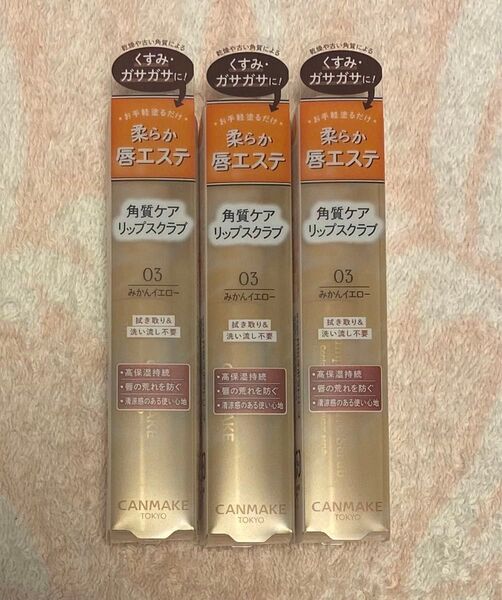 乾燥や古い角質による
くすみ・
ガサガサに!
お手軽塗るだけ
柔らか
唇エステ
角質ケア
リップスクラブ
03
みかんイエロー
拭き取り&
洗い流し不要
・高保湿持続
・唇の荒れを防ぐ
・清涼感のある使い心地
CANMAKE
TOKYO
乾燥や古い角質による
くすみ・
ガサガサに!
お手軽塗るだけ
柔らか
唇エステ
角質ケア
リップスクラブ
03
みかんイエロー
拭き取り&
洗い流し不要
・高保湿持続
・唇の荒れを防ぐ
・清涼感のある使い心地
CANMAKE
TOKYO
乾燥や古い角質による
くすみ・
ガサガサに!
お手軽塗るだけ
柔らか
唇エステ
角質ケア
リップスクラブ
03
みかんイエロー
拭き取り&
洗い流し不要
・高保湿持続
・唇の荒れを防ぐ
・清涼感のある使い心地
CANMAKE
TOKYO